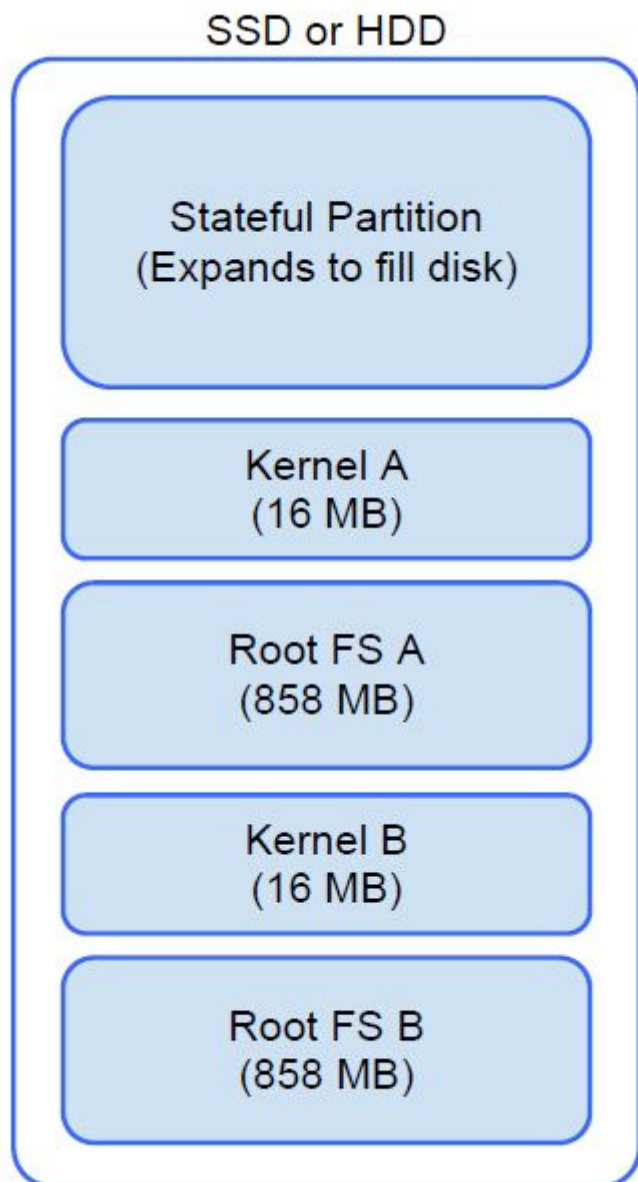 SSD or HDD
Stateful Partition
(Expands to fill disk)
Kernel A
(16 MB)
Root FS A
(858 MB)
Kernel B
(16 MB)
Root FS B
(858 MB)